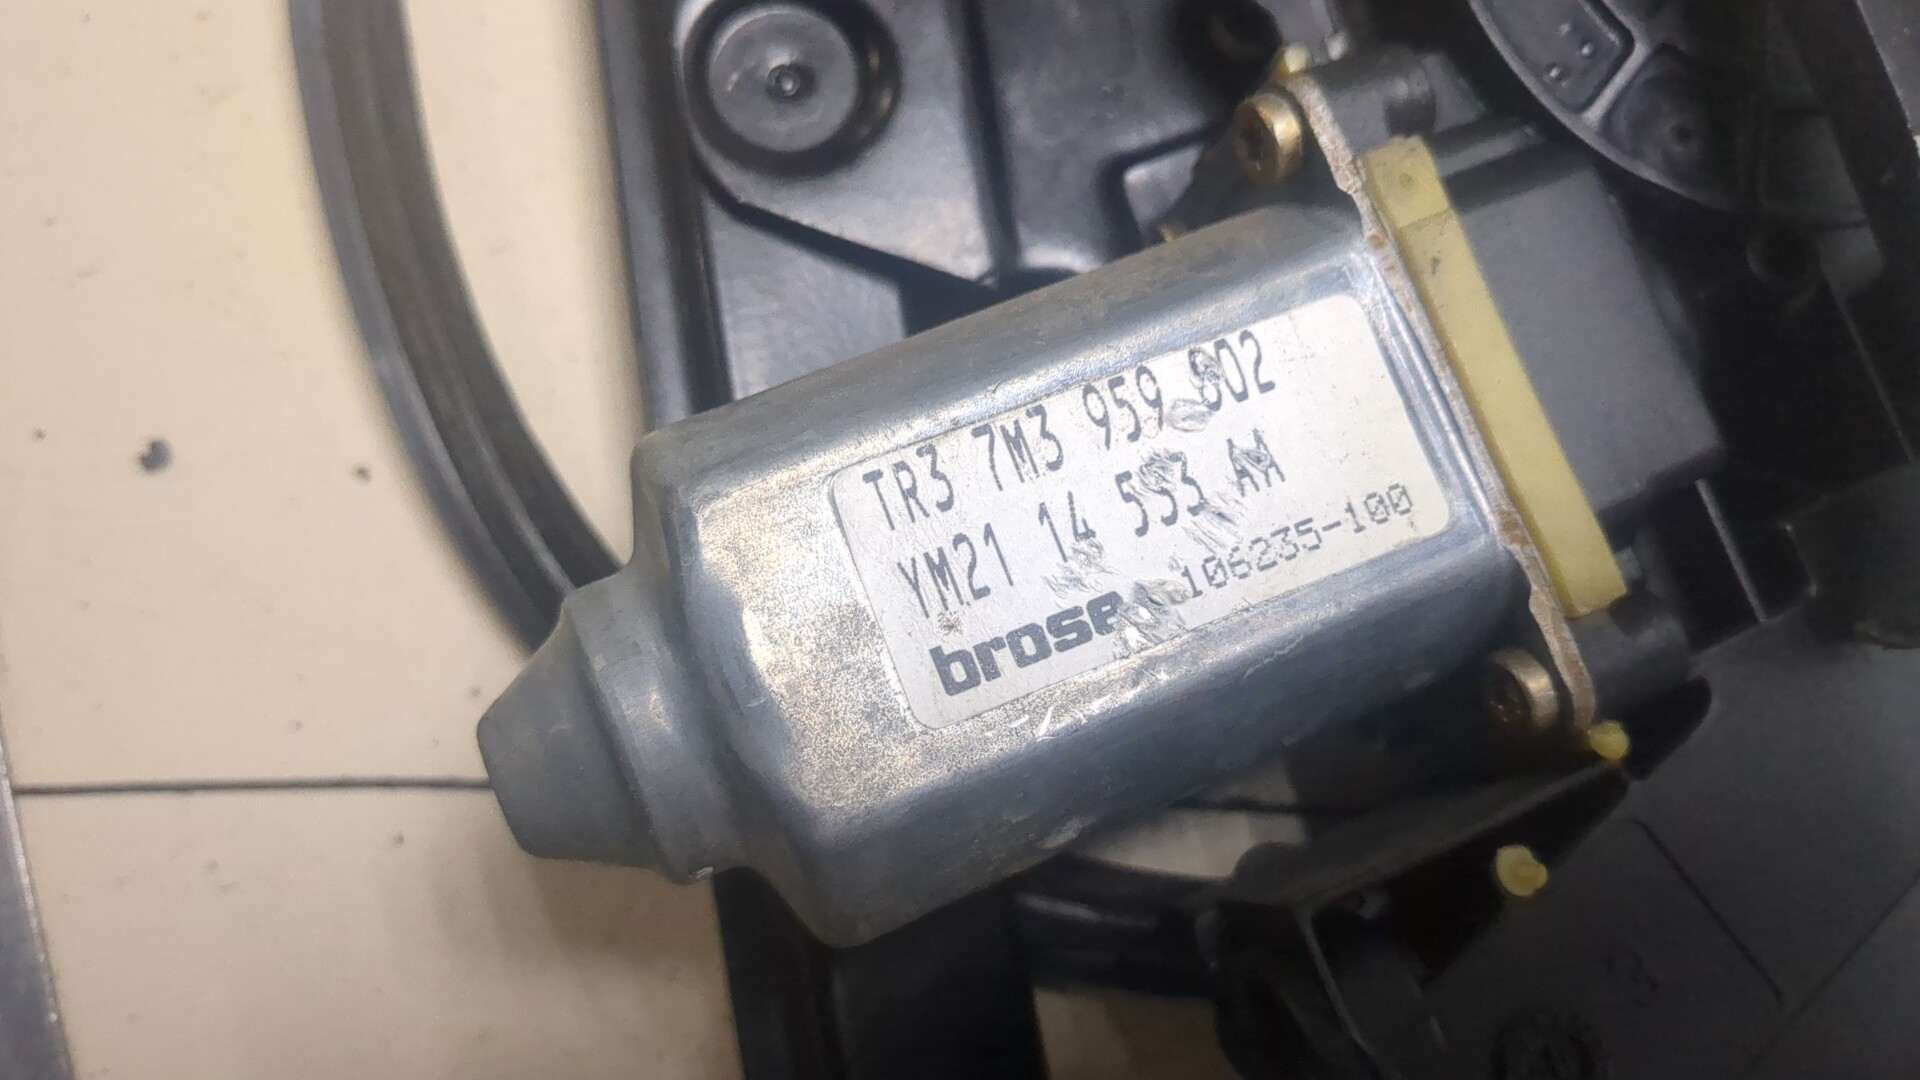 TR3 7M3 959 802
YM21 14 553 AA
brose 106235-100